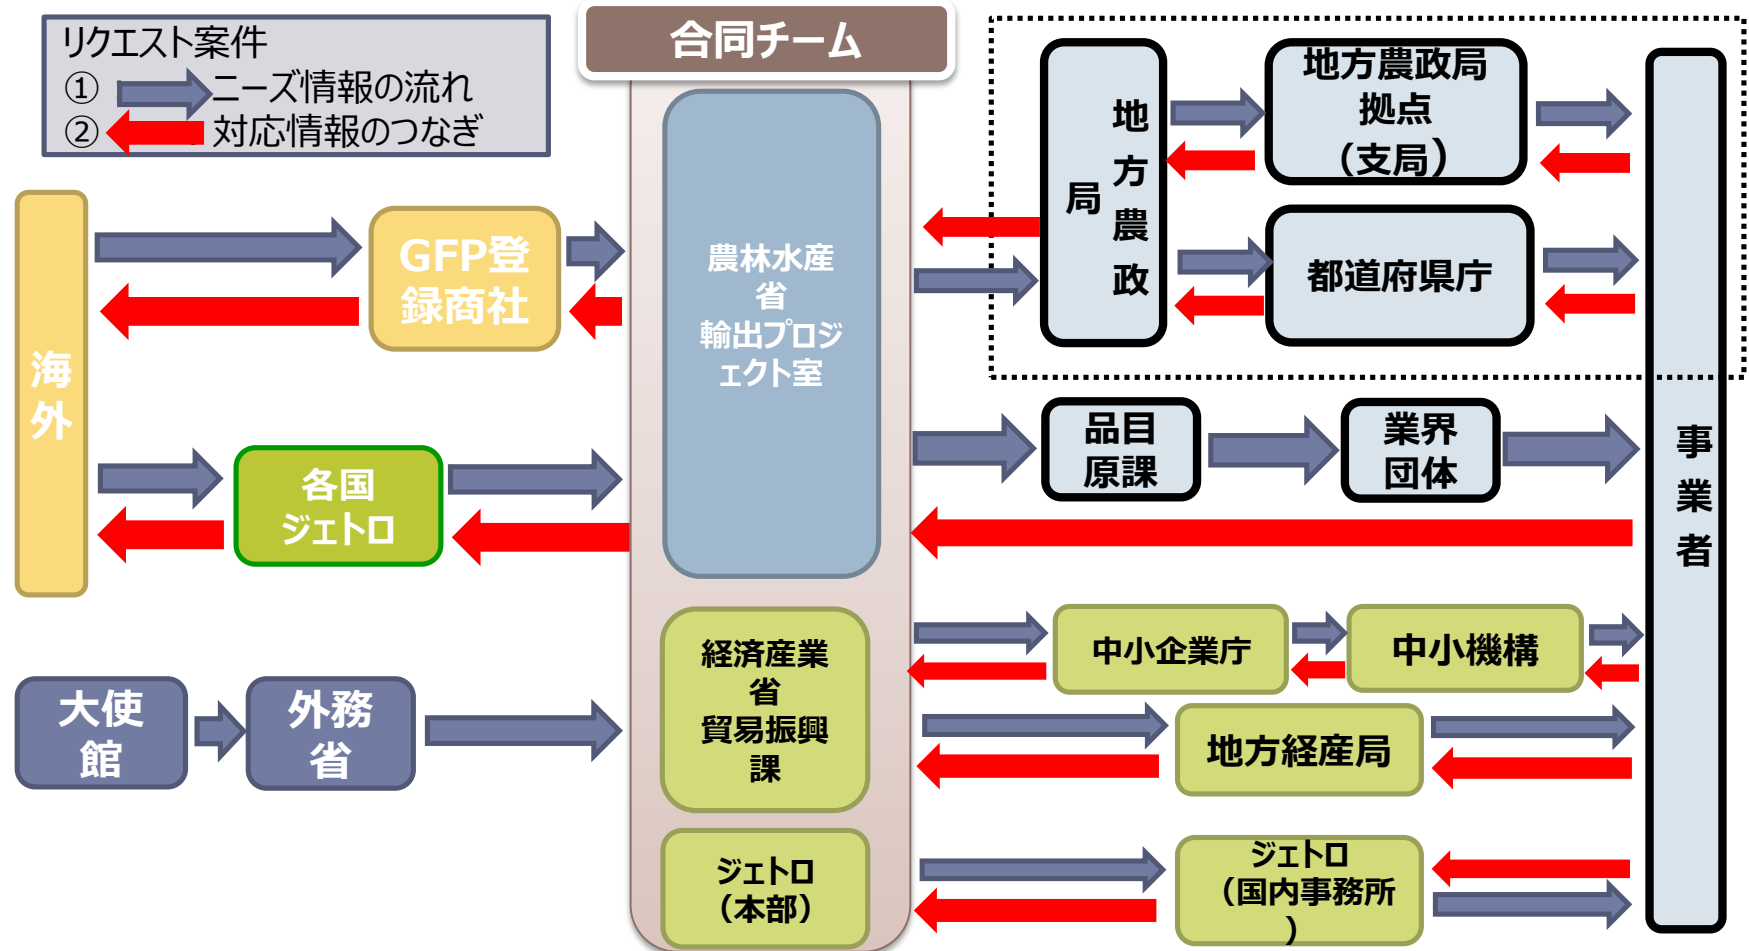 リクエスト案件
① ニーズ情報の流れ
② 対応情報のつなぎ
合同チーム
海
外
GFP登
録商社
各国
ジェトロ
大使
館
外務
省
農林水産
省
輸出プロジ
ェクト室
経済産業
省
貿易振興
課
ジェトロ
（本部）
地方農政
局
地方農政局
拠点
（支局）
都道府県庁
品目
原課
業界
団体
中小企業庁
中小機構
地方経産局
ジェトロ
（国内事務所
）
事業者